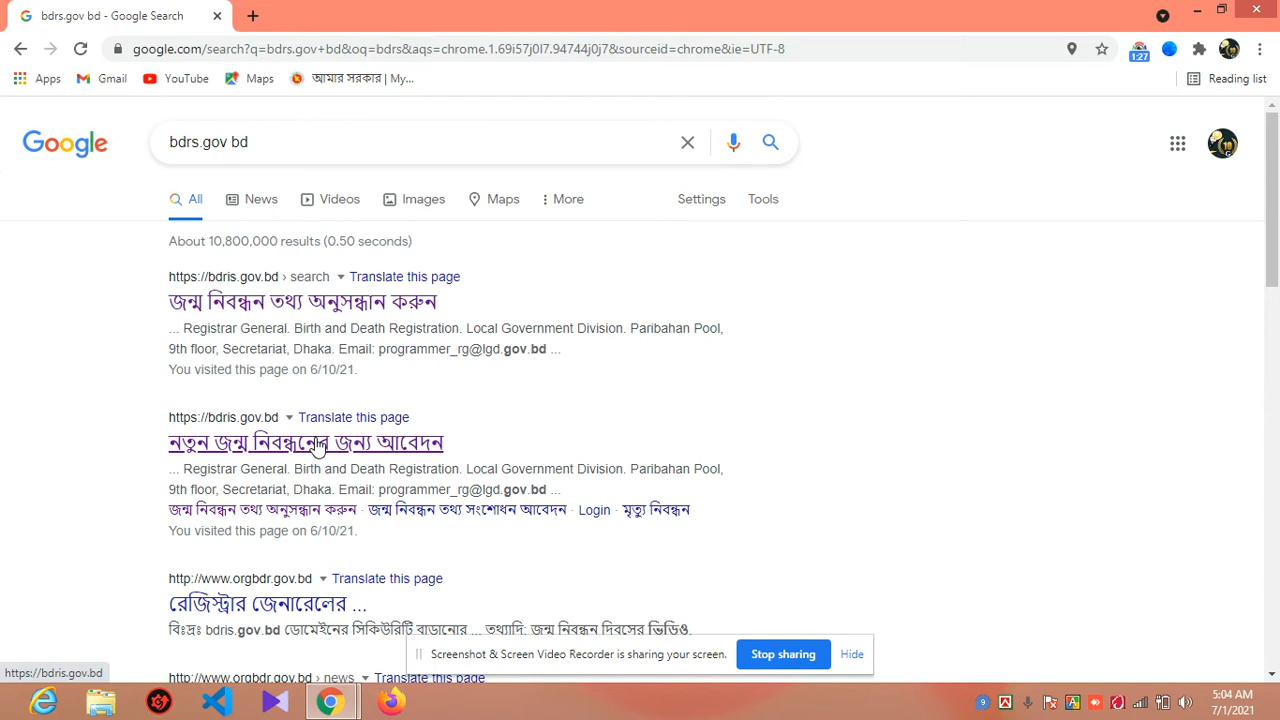 bdrs.gov bd - Google Search
google.com/search?q=bdrs.gov+bd&oq=bdrs&aqs=chrome.1.69i57j0l7.94744j0j7&sourceid=chrome&ie=UTF-8
1:27
Apps Gmail YouTube Maps আমার সরকার | My... Reading list
Google bdrs.gov bd
All News Videos Images Maps More Settings Tools
About 10,800,000 results (0.50 seconds)
https://bdris.gov.bd › search Translate this page
জন্ম নিবন্ধন তথ্য অনুসন্ধান করুন
... Registrar General. Birth and Death Registration. Local Government Division. Paribahan Pool,
9th floor, Secretariat, Dhaka. Email: programmer_rg@lgd.gov.bd ...
You visited this page on 6/10/21.
https://bdris.gov.bd Translate this page
নতুন জন্ম নিবন্ধনের জন্য আবেদন
... Registrar General. Birth and Death Registration. Local Government Division. Paribahan Pool,
9th floor, Secretariat, Dhaka. Email: programmer_rg@lgd.gov.bd ...
জন্ম নিবন্ধন তথ্য অনুসন্ধান করুন · জন্ম নিবন্ধন তথ্য সংশোধন আবেদন · Login · মৃত্যু নিবন্ধন
You visited this page on 6/10/21.
http://www.orgbdr.gov.bd Translate this page
রেজিস্ট্রার জেনারেলের ...
বিঃদ্রঃ bdris.gov.bd ডোমেইনের সিকিউরিটি বাড়ানোর ... তথ্যাদি: জন্ম নিবন্ধন দিবসের ভিডিও.
Screenshot & Screen Video Recorder is sharing your screen. Stop sharing Hide
http://www.orgbdr.gov.bd › news Translate this page
https://bdris.gov.bd
5:04 AM
7/1/2021